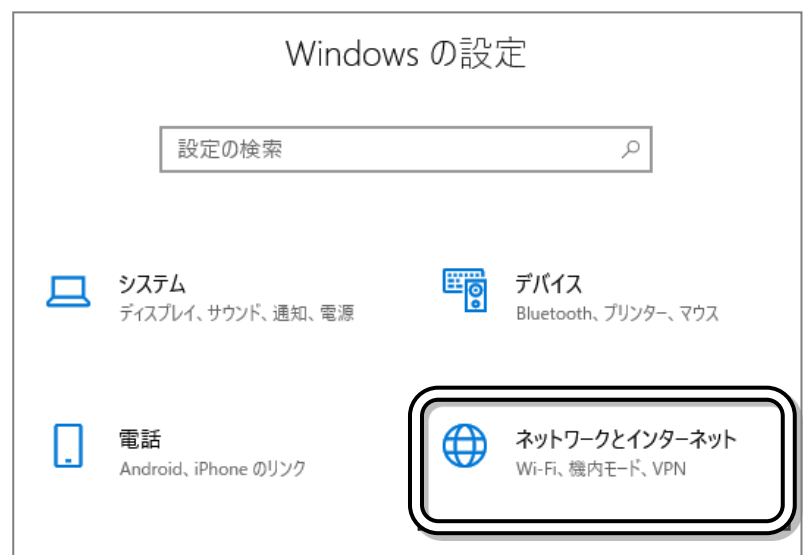 Windows の設定
設定の検索
システム
ディスプレイ、サウンド、通知、電源
デバイス
Bluetooth、プリンター、マウス
電話
Android、iPhone のリンク
ネットワークとインターネット
Wi-Fi、機内モード、VPN